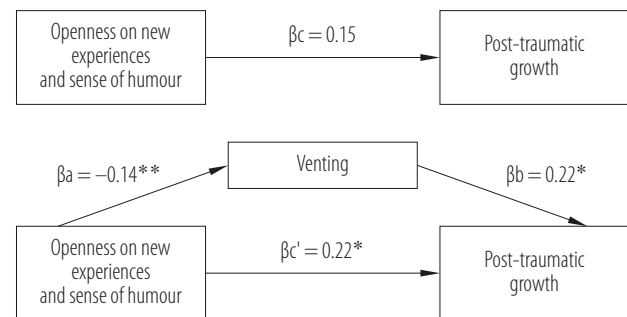 Openness on new
experiences
and sense of humour
βc = 0.15
Post-traumatic
growth
Venting
βa = –0.14**
βb = 0.22*
Openness on new
experiences
and sense of humour
βc' = 0.22*
Post-traumatic
growth